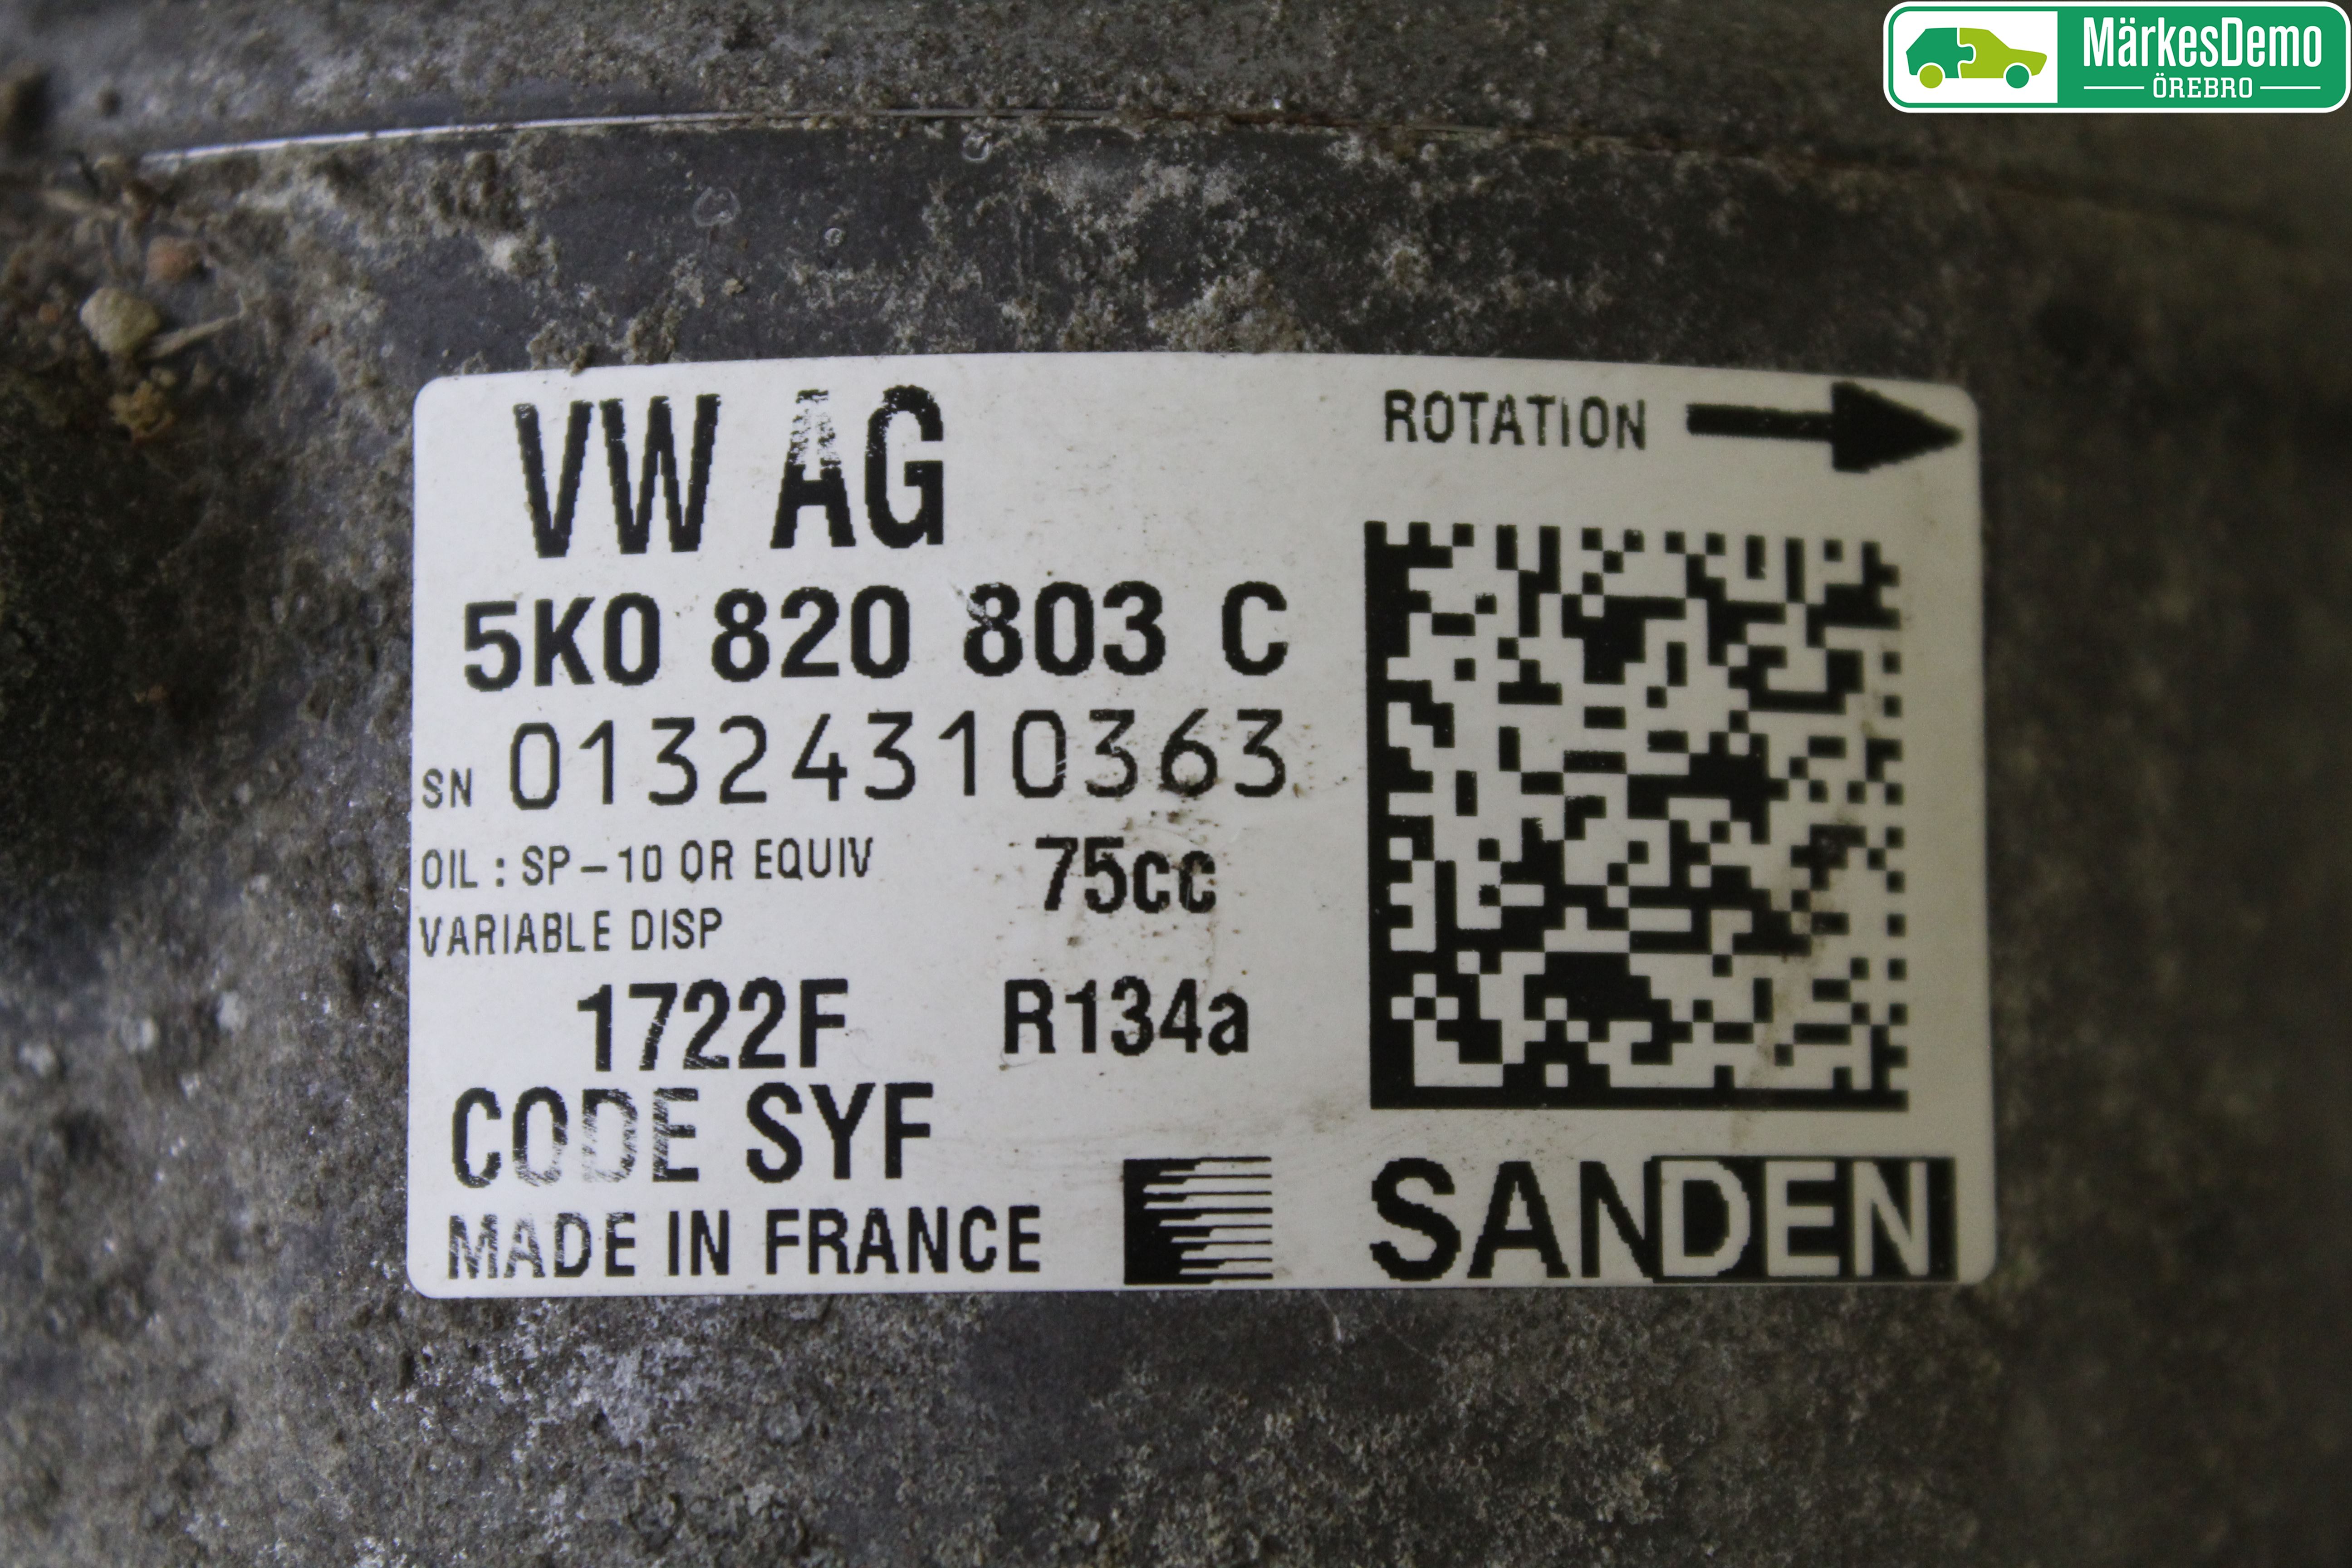 MärkesDemo
ÖREBRO
VW AG
ROTATION
5K0 820 803 C
SN 01324310363
OIL : SP-10 OR EQUIV 75cc
VARIABLE DISP
1722F R134a
CODE SYF
MADE IN FRANCE
SANDEN